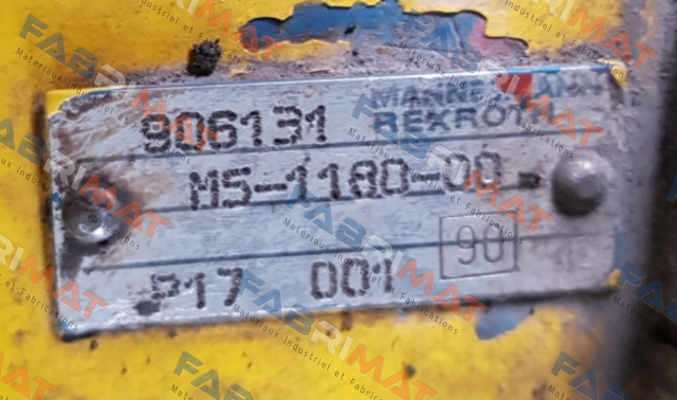 906131 MANNESMANN
REXROTH
M5-1180-00
90
P17 001
FABRIMAT
Materiaux Industriel et Fabrications